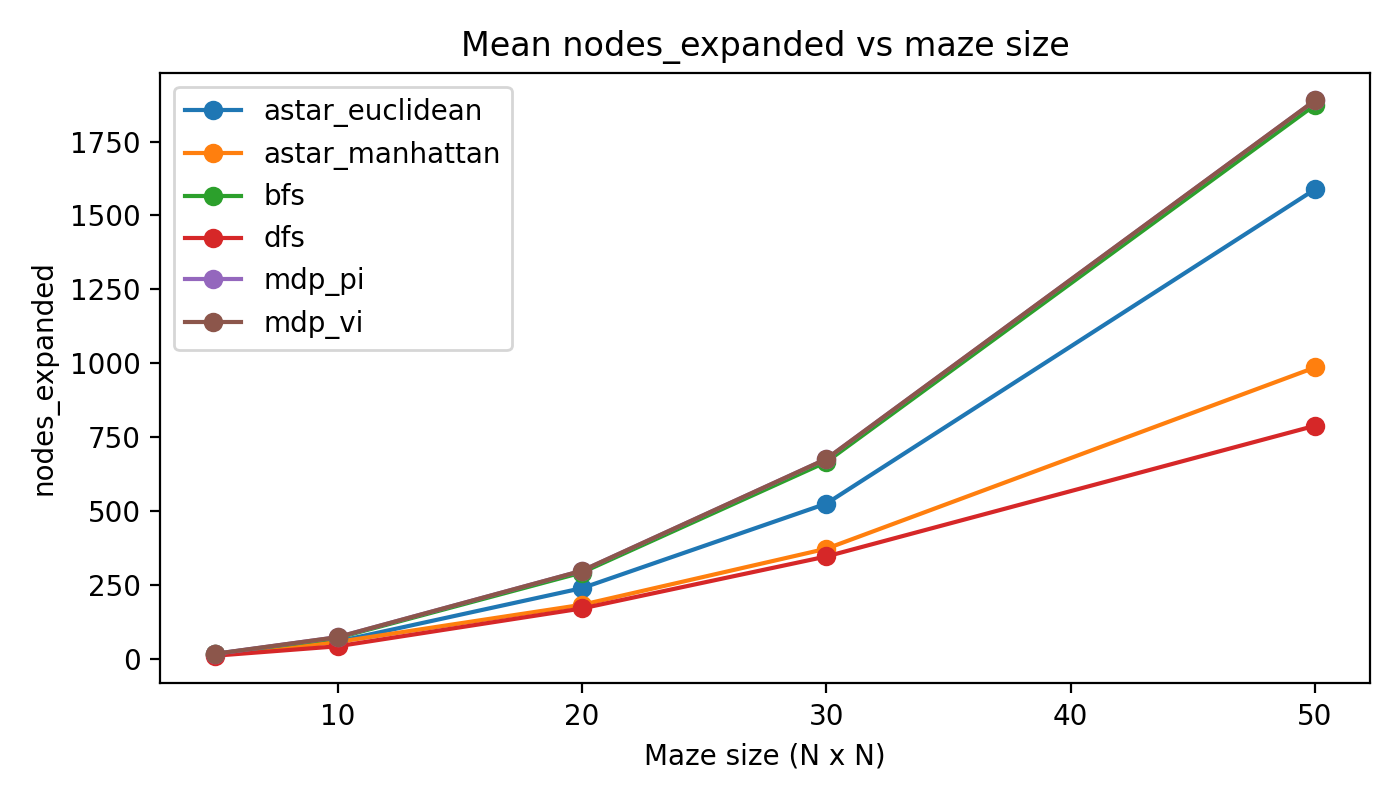 Mean nodes_expanded vs maze size
astar_euclidean
astar_manhattan
bfs
dfs
mdp_pi
mdp_vi
nodes_expanded
1750
1500
1250
1000
750
500
250
0
10
20
30
40
50
Maze size (N x N)